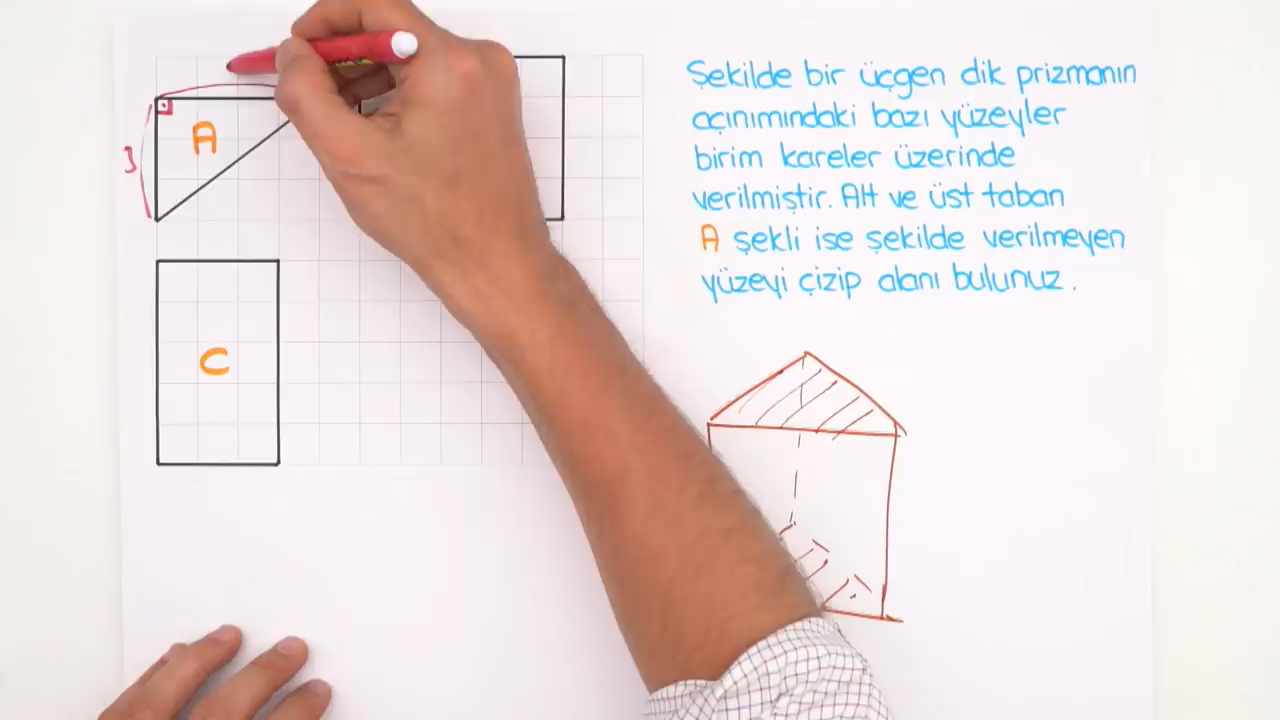 Şekilde bir üçgen dik prizmanın
açınımındaki bazı yüzeyler
birim kareler üzerinde
verilmiştir. Alt ve üst taban
A şekli ise şekilde verilmeyen
yüzeyi çizip alanı bulunuz.
A
3
C